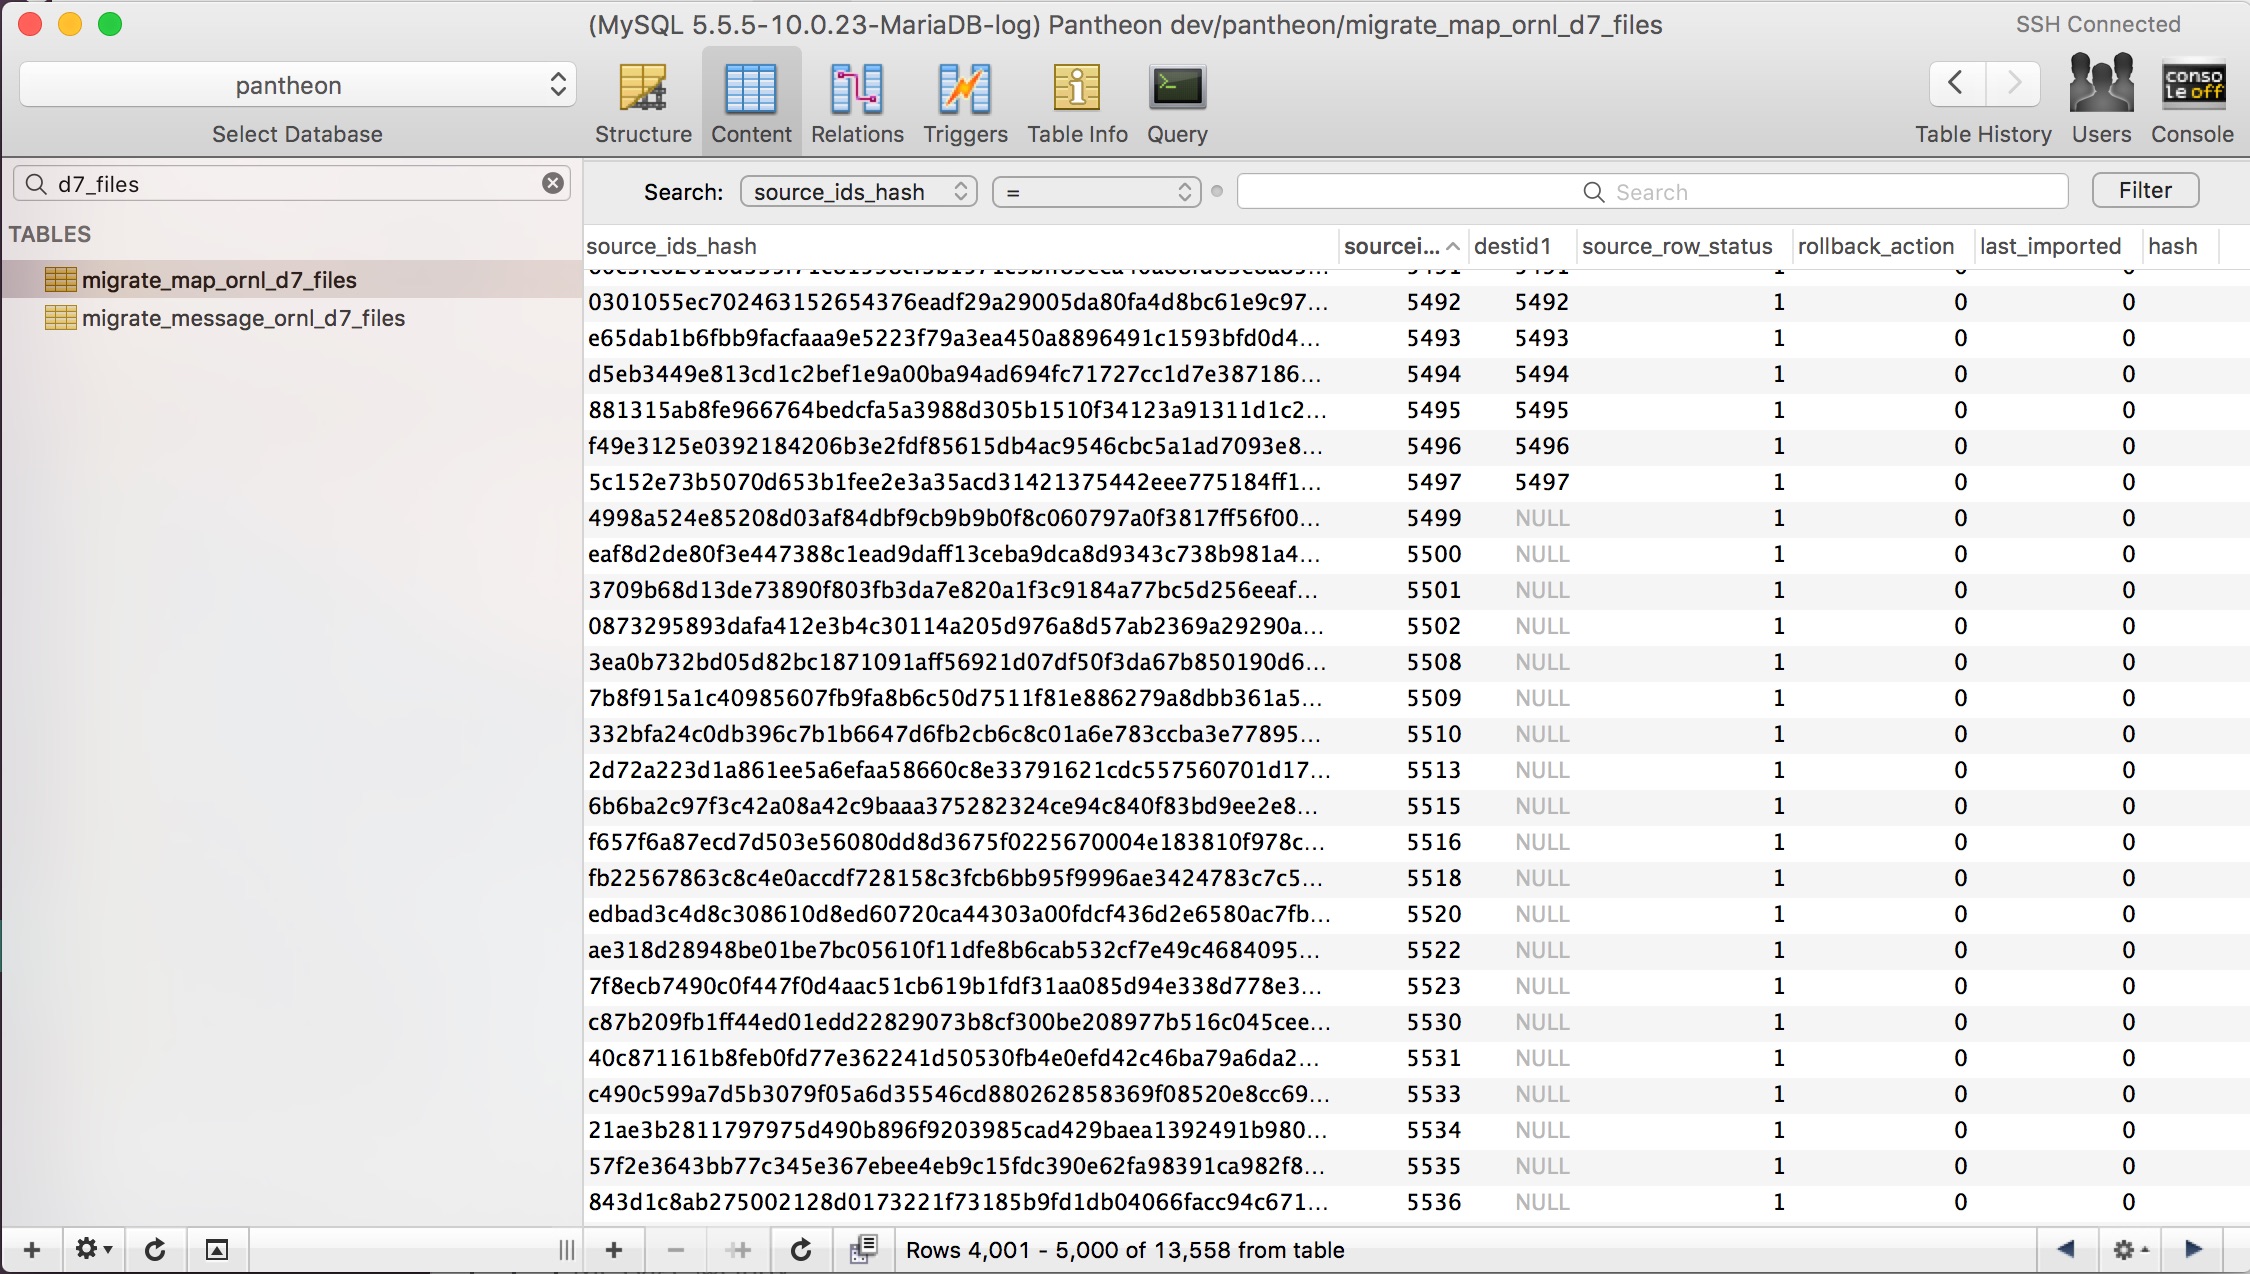 (MySQL 5.5.5-10.0.23-MariaDB-log) Pantheon dev/pantheon/migrate_map_ornl_d7_files
SSH Connected
pantheon
Select Database
Structure Content Relations Triggers Table Info Query
conso
le off
Table History Users Console
d7_files
Search: source_ids_hash = Search Filter
TABLES
migrate_map_ornl_d7_files
migrate_message_ornl_d7_files
source_ids_hash sourcei... destid1 source_row_status rollback_action last_imported hash
0301055ec702463152654376eadf29a29005da80fa4d8bc61e9c97... 5492 5492 1 0 0
e65dab1b6fbb9facfaaa9e5223f79a3ea450a8896491c1593bfd0d4... 5493 5493 1 0 0
d5eb3449e813cd1c2bef1e9a00ba94ad694fc71727cc1d7e387186... 5494 5494 1 0 0
881315ab8fe966764bedcfa5a3988d305b1510f34123a91311d1c2... 5495 5495 1 0 0
f49e3125e0392184206b3e2fdf85615db4ac9546cbc5a1ad7093e8... 5496 5496 1 0 0
5c152e73b5070d653b1fee2e3a35acd31421375442eee775184ff1... 5497 5497 1 0 0
4998a524e85208d03af84dbf9cb9b9b0f8c060797a0f3817ff56f00... 5499 NULL 1 0 0
eaf8d2de80f3e447388c1ead9daff13ceba9dca8d9343c738b981a4... 5500 NULL 1 0 0
3709b68d13de73890f803fb3da7e820a1f3c9184a77bc5d256eeaf... 5501 NULL 1 0 0
0873295893dafa412e3b4c30114a205d976a8d57ab2369a29290a... 5502 NULL 1 0 0
3ea0b732bd05d82bc1871091aff56921d07df50f3da67b850190d6... 5508 NULL 1 0 0
7b8f915a1c40985607fb9fa8b6c50d7511f81e886279a8dbb361a5... 5509 NULL 1 0 0
332bfa24c0db396c7b1b6647d6fb2cb6c8c01a6e783ccba3e77895... 5510 NULL 1 0 0
2d72a223d1a861ee5a6efaa58660c8e33791621cdc557560701d17... 5513 NULL 1 0 0
6b6ba2c97f3c42a08a42c9baaa375282324ce94c840f83bd9ee2e8... 5515 NULL 1 0 0
f657f6a87ecd7d503e56080dd8d3675f0225670004e183810f978c... 5516 NULL 1 0 0
fb22567863c8c4e0accdf728158c3fcb6bb95f9996ae3424783c7c5... 5518 NULL 1 0 0
edbad3c4d8c308610d8ed60720ca44303a00fdcf436d2e6580ac7fb... 5520 NULL 1 0 0
ae318d28948be01be7bc05610f11dfe8b6cab532cf7e49c4684095... 5522 NULL 1 0 0
7f8ecb7490c0f447f0d4aac51cb619b1fdf31aa085d94e338d778e3... 5523 NULL 1 0 0
c87b209fb1ff44ed01edd22829073b8cf300be208977b516c045cee... 5530 NULL 1 0 0
40c871161b8feb0fd77e362241d50530fb4e0efd42c46ba79a6da2... 5531 NULL 1 0 0
c490c599a7d5b3079f05a6d35546cd880262858369f08520e8cc69... 5533 NULL 1 0 0
21ae3b2811797975d490b896f9203985cad429baea1392491b980... 5534 NULL 1 0 0
57f2e3643bb77c345e367ebee4eb9c15fdc390e62fa98391ca982f8... 5535 NULL 1 0 0
843d1c8ab275002128d0173221f73185b9fd1db04066facc94c671... 5536 NULL 1 0 0
Rows 4,001 - 5,000 of 13,558 from table